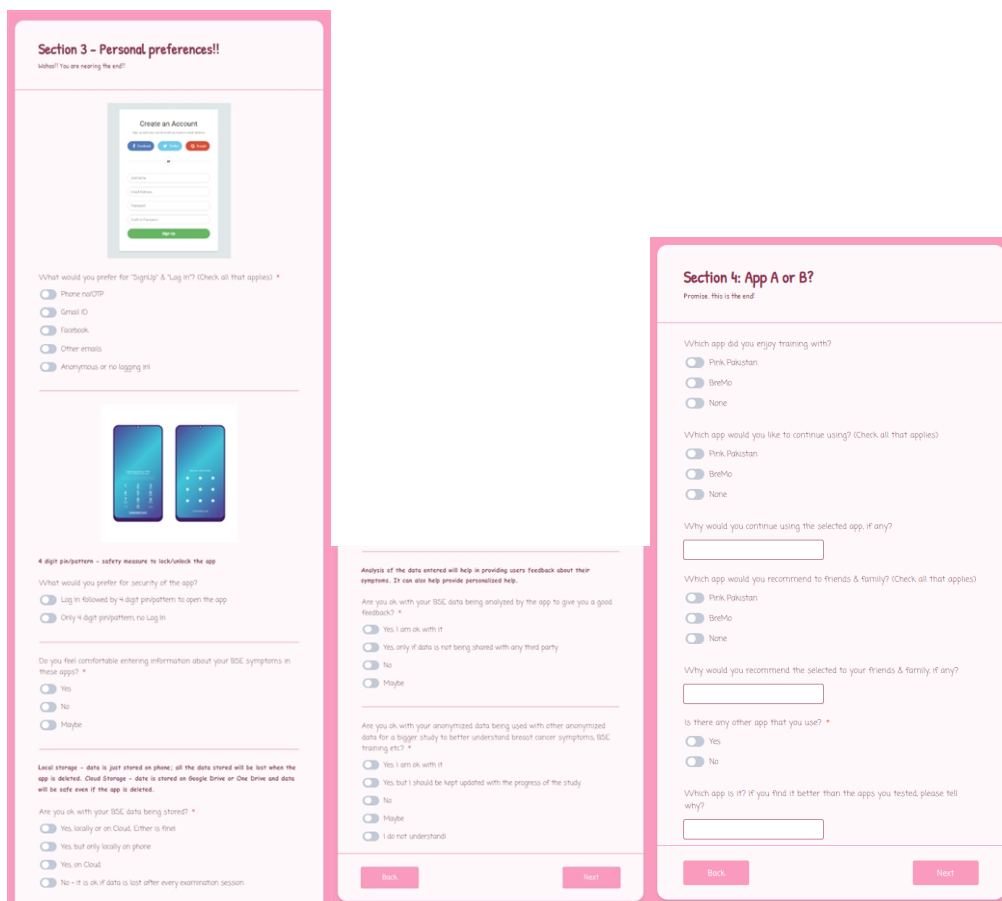 Section 3 - Personal preferences!!
Wohoo!! You are nearing the end!!
Create an Account
Facebook
Twitter
Google
or
Sign Up
What would you prefer for "SignUp" & "Log In"? (Check all that applies) *
Phone no/OTP
Gmail ID
Facebook
Other emails
Anonymous or no logging in!
4 digit pin/pattern - safety measure to lock/unlock the app
What would you prefer for security of the app?
Log In followed by 4 digit pin/pattern to open the app
Only 4 digit pin/pattern, no Log In
Do you feel comfortable entering information about your BSE symptoms in
these apps? *
Yes
No
Maybe
Local storage - data is just stored on phone; all the data stored will be lost when the
app is deleted. Cloud Storage - date is stored on Google Drive or One Drive and data
will be safe even if the app is deleted.
Are you ok with your BSE data being stored? *
Yes, locally or on Cloud. Either is fine!
Yes, but only locally on phone
Yes, on Cloud
No - it is ok if data is lost after every examination session
Analysis of the data entered will help in providing users feedback about their
symptoms. It can also help provide personalized help.
Are you ok with your BSE data being analyzed by the app to give you a good
feedback? *
Yes, I am ok with it
Yes, only if data is not being shared with any third party
No
Maybe
Are you ok with your anonymized data being used with other anonymized
data for a bigger study to better understand breast cancer symptoms, BSE
training etc? *
Yes I am ok with it
Yes, but I should be kept updated with the progress of the study
No
Maybe
I do not understand!
Back
Next
Section 4: App A or B?
Promise, this is the end!
Which app did you enjoy training with?
Pink Pakistan
BreMo
None
Which app would you like to continue using? (Check all that applies)
Pink Pakistan
BreMo
None
Why would you continue using the selected app, if any?
Which app would you recommend to friends & family? (Check all that applies)
Pink Pakistan
BreMo
None
Why would you recommend the selected to your friends & family, if any?
Is there any other app that you use? *
Yes
No
Which app is it? If you find it better than the apps you tested, please tell
why?
Back
Next